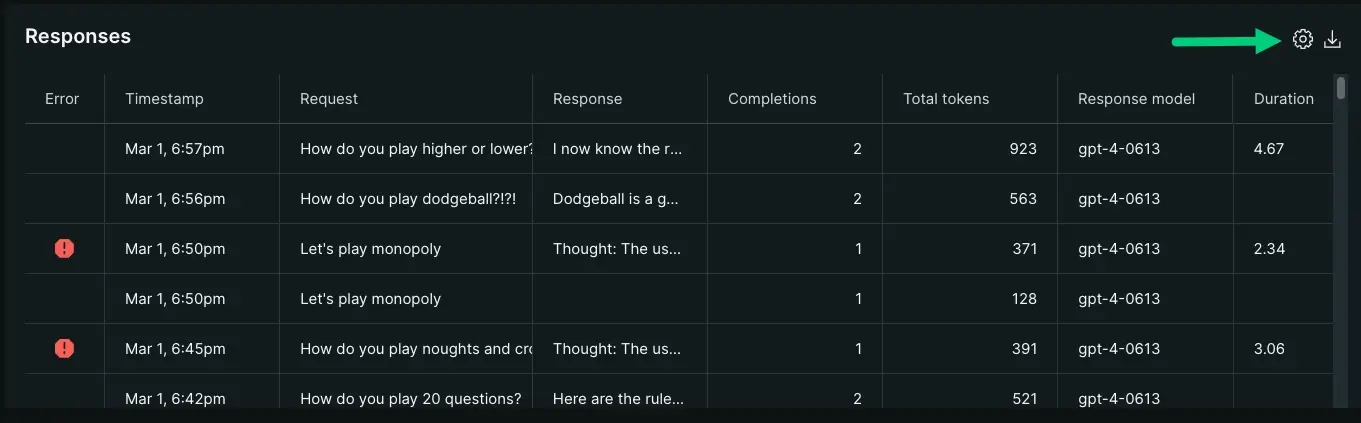 Responses
Error Timestamp Request Response Completions Total tokens Response model Duration
Mar 1, 6:57pm How do you play higher or lower? I now know the r... 2 923 gpt-4-0613 4.67
Mar 1, 6:56pm How do you play dodgeball?!?! Dodgeball is a g... 2 563 gpt-4-0613
Mar 1, 6:50pm Let's play monopoly Thought: The us... 1 371 gpt-4-0613 2.34
Mar 1, 6:50pm Let's play monopoly 1 128 gpt-4-0613
Mar 1, 6:45pm How do you play noughts and cro Thought: The us... 1 391 gpt-4-0613 3.06
Mar 1, 6:42pm How do you play 20 questions? Here are the rule... 2 521 gpt-4-0613